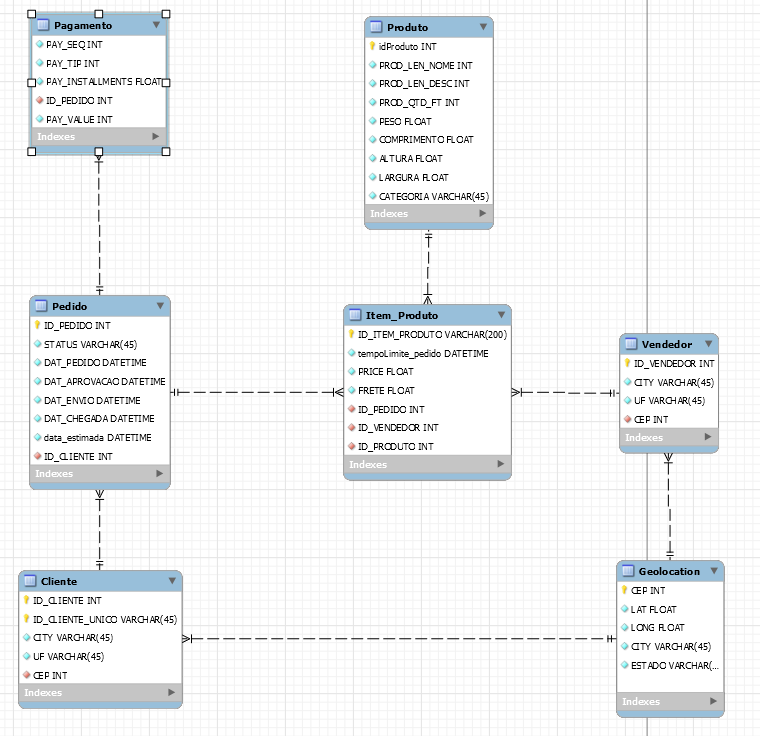 Pagamento
PAY_SEQ INT
PAY_TIP INT
PAY_INSTALLMENTS FLOAT
ID_PEDIDO INT
PAY_VALUE INT
Indexes
Produto
idProduto INT
PROD_LEN_NOME INT
PROD_LEN_DESC INT
PROD_QTD_FT INT
PESO FLOAT
COMPRIMENTO FLOAT
ALTURA FLOAT
LARGURA FLOAT
CATEGORIA VARCHAR(45)
Indexes
Pedido
ID_PEDIDO INT
STATUS VARCHAR(45)
DAT_PEDIDO DATETIME
DAT_APROVACAO DATETIME
DAT_ENVIO DATETIME
DAT_CHEGADA DATETIME
data_estimada DATETIME
ID_CLIENTE INT
Indexes
Item_Produto
ID_ITEM_PRODUTO VARCHAR(200)
tempoLimite_pedido DATETIME
PRICE FLOAT
FRETE FLOAT
ID_PEDIDO INT
ID_VENDEDOR INT
ID_PRODUTO INT
Indexes
Vendedor
ID_VENDEDOR INT
CITY VARCHAR(45)
UF VARCHAR(45)
CEP INT
Indexes
Cliente
ID_CLIENTE INT
ID_CLIENTE_UNICO VARCHAR(45)
CITY VARCHAR(45)
UF VARCHAR(45)
CEP INT
Indexes
Geolocation
CEP INT
LAT FLOAT
LONG FLOAT
CITY VARCHAR(45)
ESTADO VARCHAR(...
Indexes